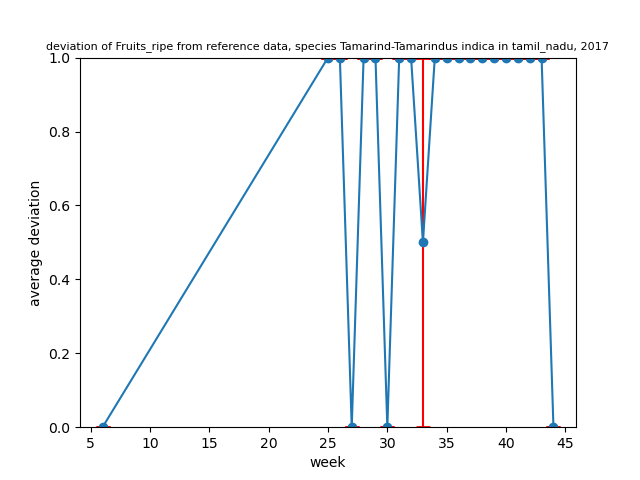 deviation of Fruits_ripe from reference data, species Tamarind-Tamarindus indica in tamil_nadu, 2017
1.0
0.8
0.6
0.4
0.2
0.0
average deviation
5 10 15 20 25 30 35 40 45
week